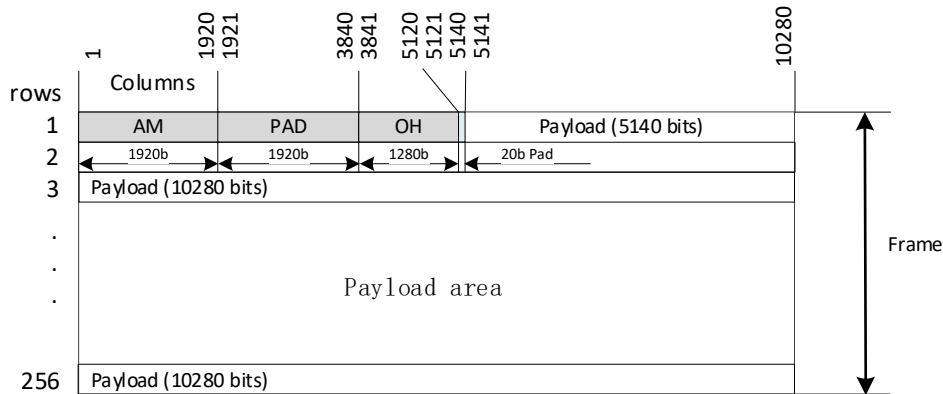 1
1920
1921
3840
3841
5120
5121
5140
5141
10280
Columns
rows
1 AM PAD OH Payload (5140 bits)
2 1920b 1920b 1280b 20b Pad
3 Payload (10280 bits)
.
.
.
Frame
Payload area
256 Payload (10280 bits)